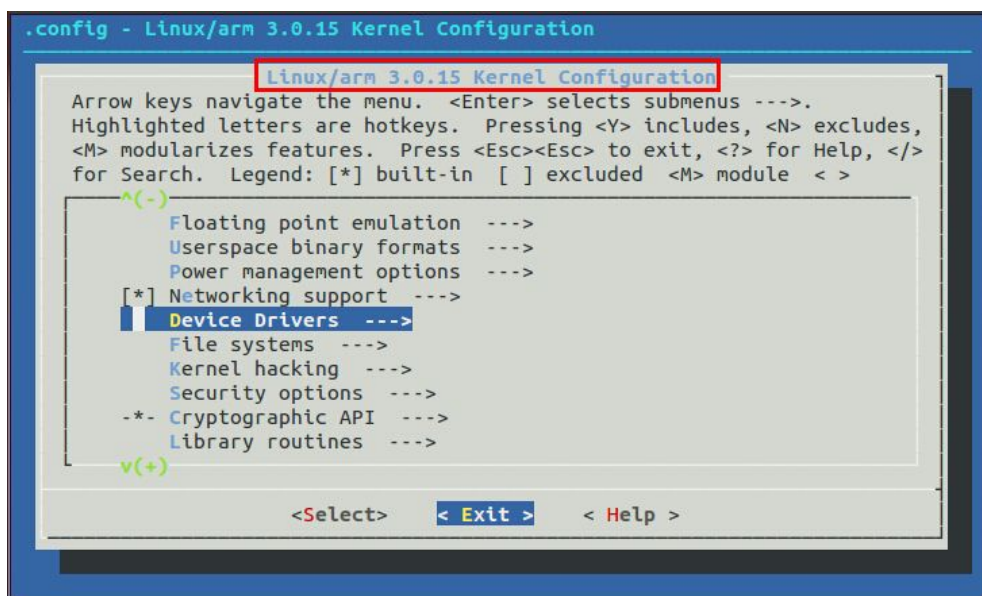 .config - Linux/arm 3.0.15 Kernel Configuration
Linux/arm 3.0.15 Kernel Configuration
Arrow keys navigate the menu.  <Enter> selects submenus --->.
Highlighted letters are hotkeys.  Pressing <Y> includes, <N> excludes,
<M> modularizes features.  Press <Esc><Esc> to exit, <?> for Help, </>
for Search.  Legend: [*] built-in  [ ] excluded  <M> module  < >
^(-)
Floating point emulation  --->
Userspace binary formats  --->
Power management options  --->
[*] Networking support  --->
Device Drivers  --->
File systems  --->
Kernel hacking  --->
Security options  --->
-*- Cryptographic API  --->
Library routines  --->
v(+)
<Select>    < Exit >    < Help >